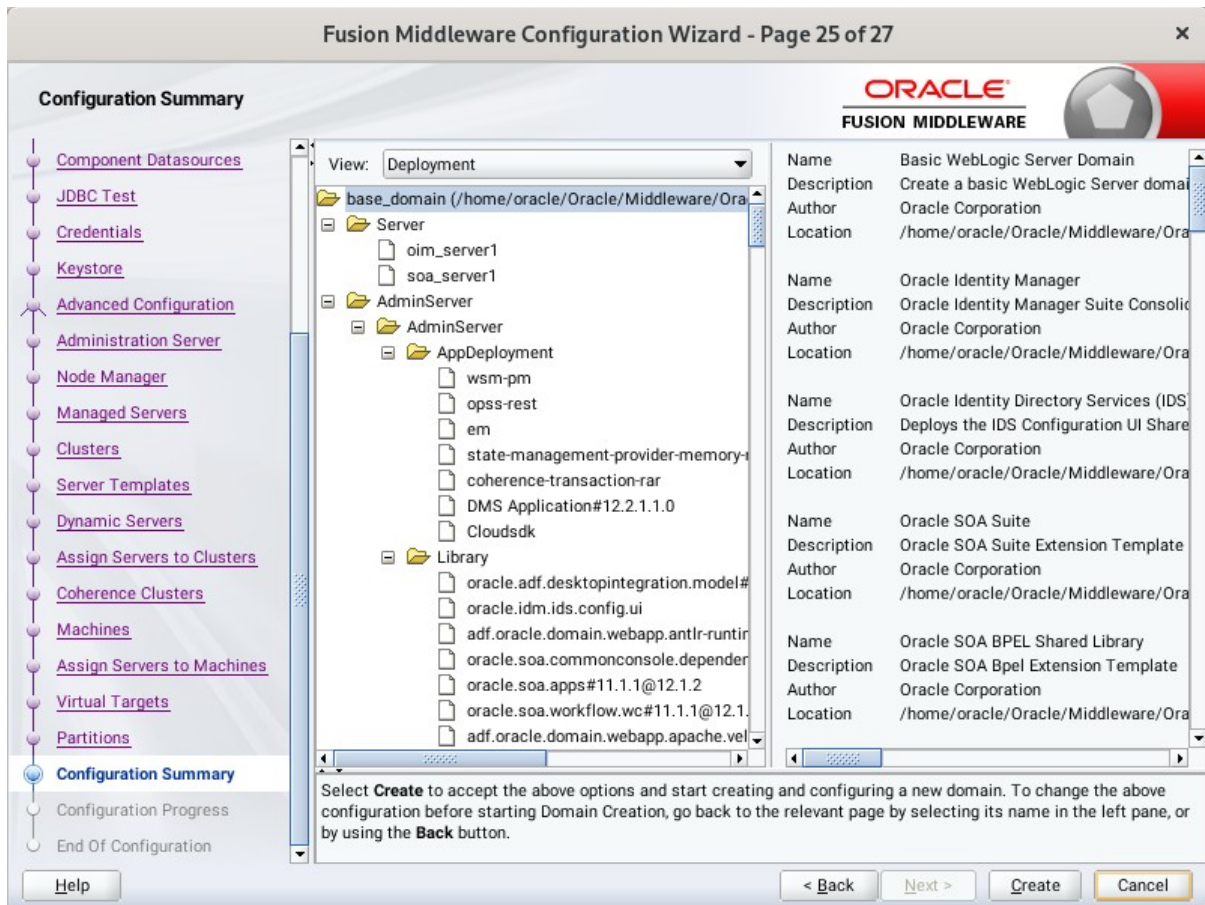 Fusion Middleware Configuration Wizard - Page 25 of 27
Configuration Summary
ORACLE
FUSION MIDDLEWARE
Component Datasources
JDBC Test
Credentials
Keystore
Advanced Configuration
Administration Server
Node Manager
Managed Servers
Clusters
Server Templates
Dynamic Servers
Assign Servers to Clusters
Coherence Clusters
Machines
Assign Servers to Machines
Virtual Targets
Partitions
Configuration Summary
Configuration Progress
End Of Configuration
View: Deployment
base_domain (/home/oracle/Oracle/Middleware/Ora
Server
oim_server1
soa_server1
AdminServer
AdminServer
AppDeployment
wsm-pm
opss-rest
em
state-management-provider-memory-r
coherence-transaction-rar
DMS Application#12.2.1.1.0
Cloudsdk
Library
oracle.adf.desktopintegration.model#
oracle.idm.ids.config.ui
adf.oracle.domain.webapp.antlr-runtin
oracle.soa.commonconsole.depender
oracle.soa.apps#11.1.1@12.1.2
oracle.soa.workflow.wc#11.1.1@12.1.
adf.oracle.domain.webapp.apache.vel
Name Basic WebLogic Server Domain
Description Create a basic WebLogic Server domai
Author Oracle Corporation
Location /home/oracle/Oracle/Middleware/Ora
Name Oracle Identity Manager
Description Oracle Identity Manager Suite Consolid
Author Oracle Corporation
Location /home/oracle/Oracle/Middleware/Ora
Name Oracle Identity Directory Services (IDS)
Description Deploys the IDS Configuration UI Share
Author Oracle Corporation
Location /home/oracle/Oracle/Middleware/Ora
Name Oracle SOA Suite
Description Oracle SOA Suite Extension Template
Author Oracle Corporation
Location /home/oracle/Oracle/Middleware/Ora
Name Oracle SOA BPEL Shared Library
Description Oracle SOA Bpel Extension Template
Author Oracle Corporation
Location /home/oracle/Oracle/Middleware/Ora
Select Create to accept the above options and start creating and configuring a new domain. To change the above
configuration before starting Domain Creation, go back to the relevant page by selecting its name in the left pane, or
by using the Back button.
Help
< Back
Next >
Create
Cancel